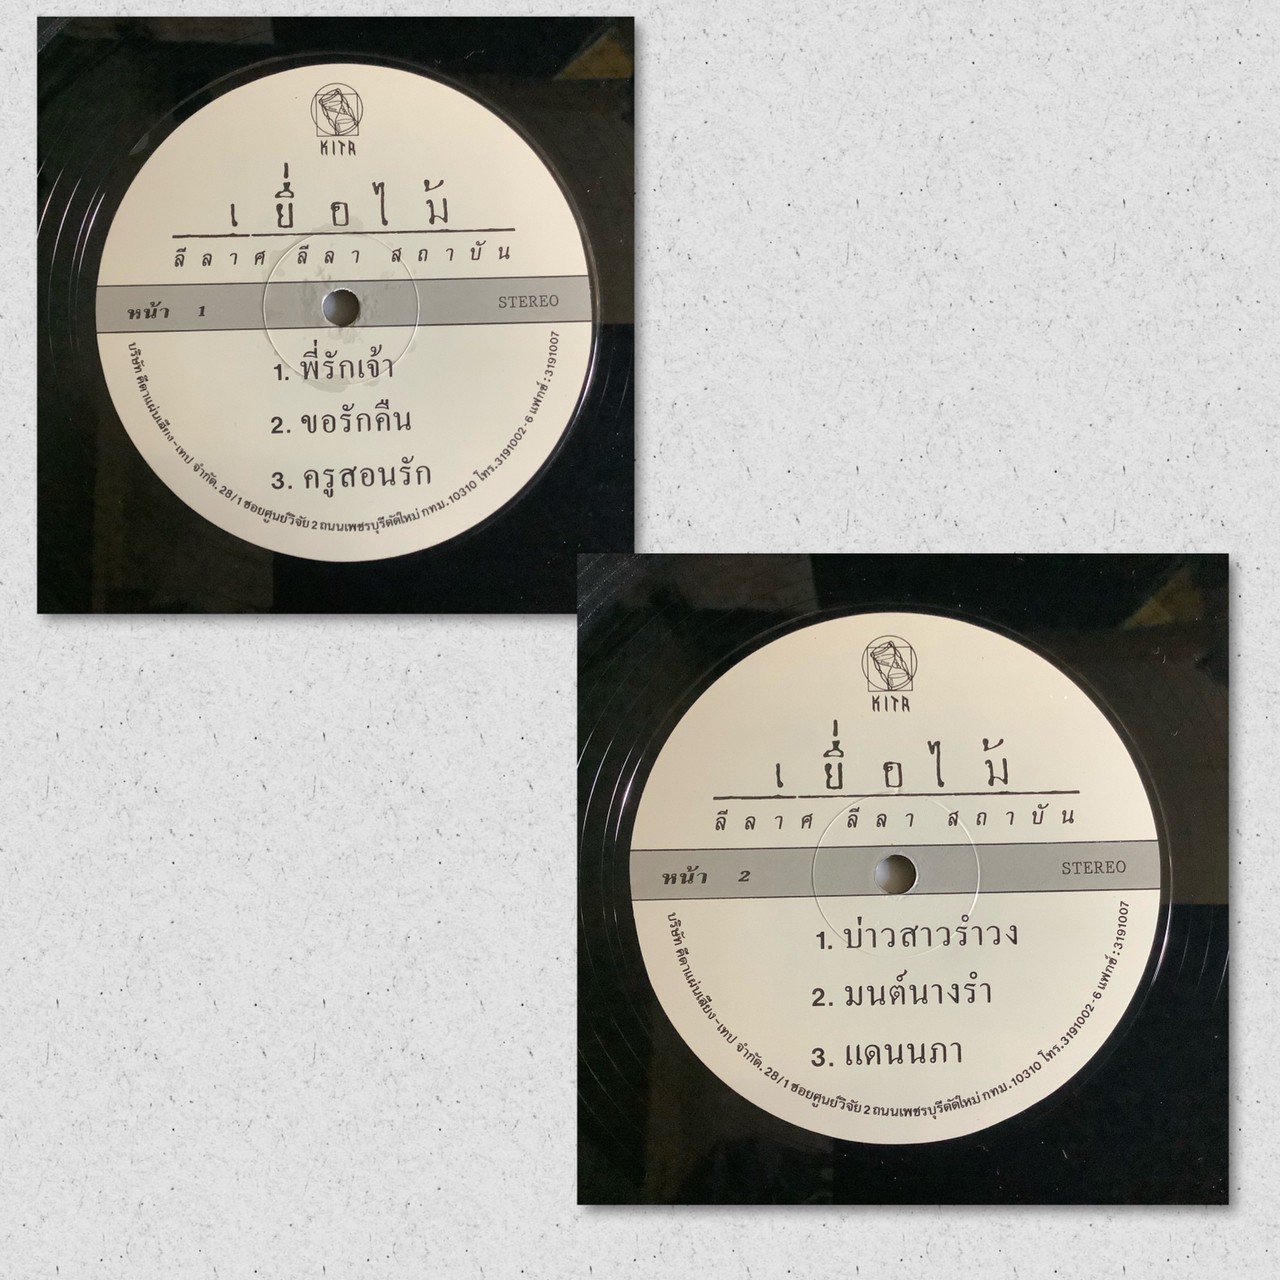 KITA
เยื่อไม้
ลีลาศ ลีลา สถาบัน
หน้า 1 STEREO
1. พี่รักเจ้า
2. ขอรักคืน
3. ครูสอนรัก
บริษัท คีตาแผ่นเสียง-เทป จำกัด. 28/1 ซอยศูนย์วิจัย 2 ถนนเพชรบุรีตัดใหม่ กทม. 10310 โทร. 3191002-6 แฟกซ์ : 3191007
KITA
เยื่อไม้
ลีลาศ ลีลา สถาบัน
หน้า 2 STEREO
1. บ่าวสาวรำวง
2. มนต์นางรำ
3. แดนนภา
บริษัท คีตาแผ่นเสียง-เทป จำกัด. 28/1 ซอยศูนย์วิจัย 2 ถนนเพชรบุรีตัดใหม่ กทม. 10310 โทร. 3191002-6 แฟกซ์ : 3191007